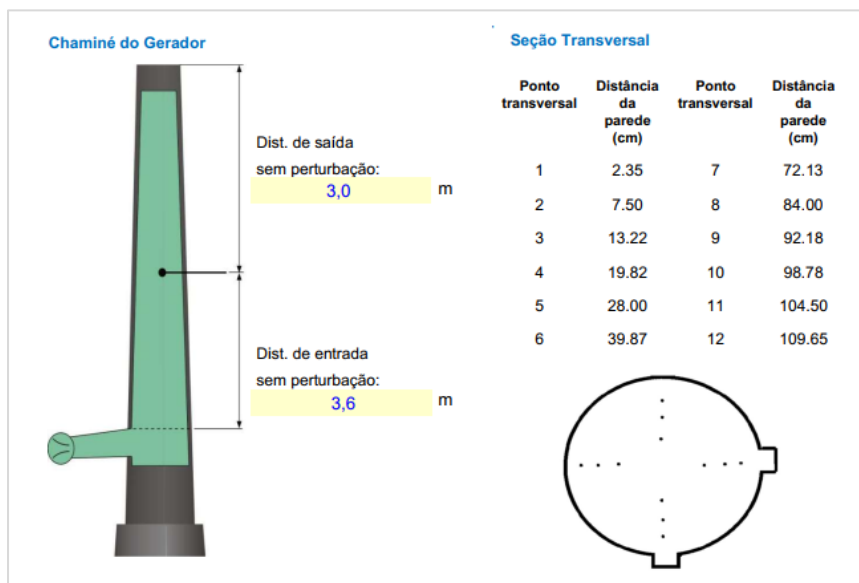 Chaminé do Gerador
Dist. de saída
sem perturbação:
3,0 m
Dist. de entrada
sem perturbação:
3,6 m
Seção Transversal
Ponto transversal Distância da parede (cm) Ponto transversal Distância da parede (cm)
1 2.35 7 72.13
2 7.50 8 84.00
3 13.22 9 92.18
4 19.82 10 98.78
5 28.00 11 104.50
6 39.87 12 109.65